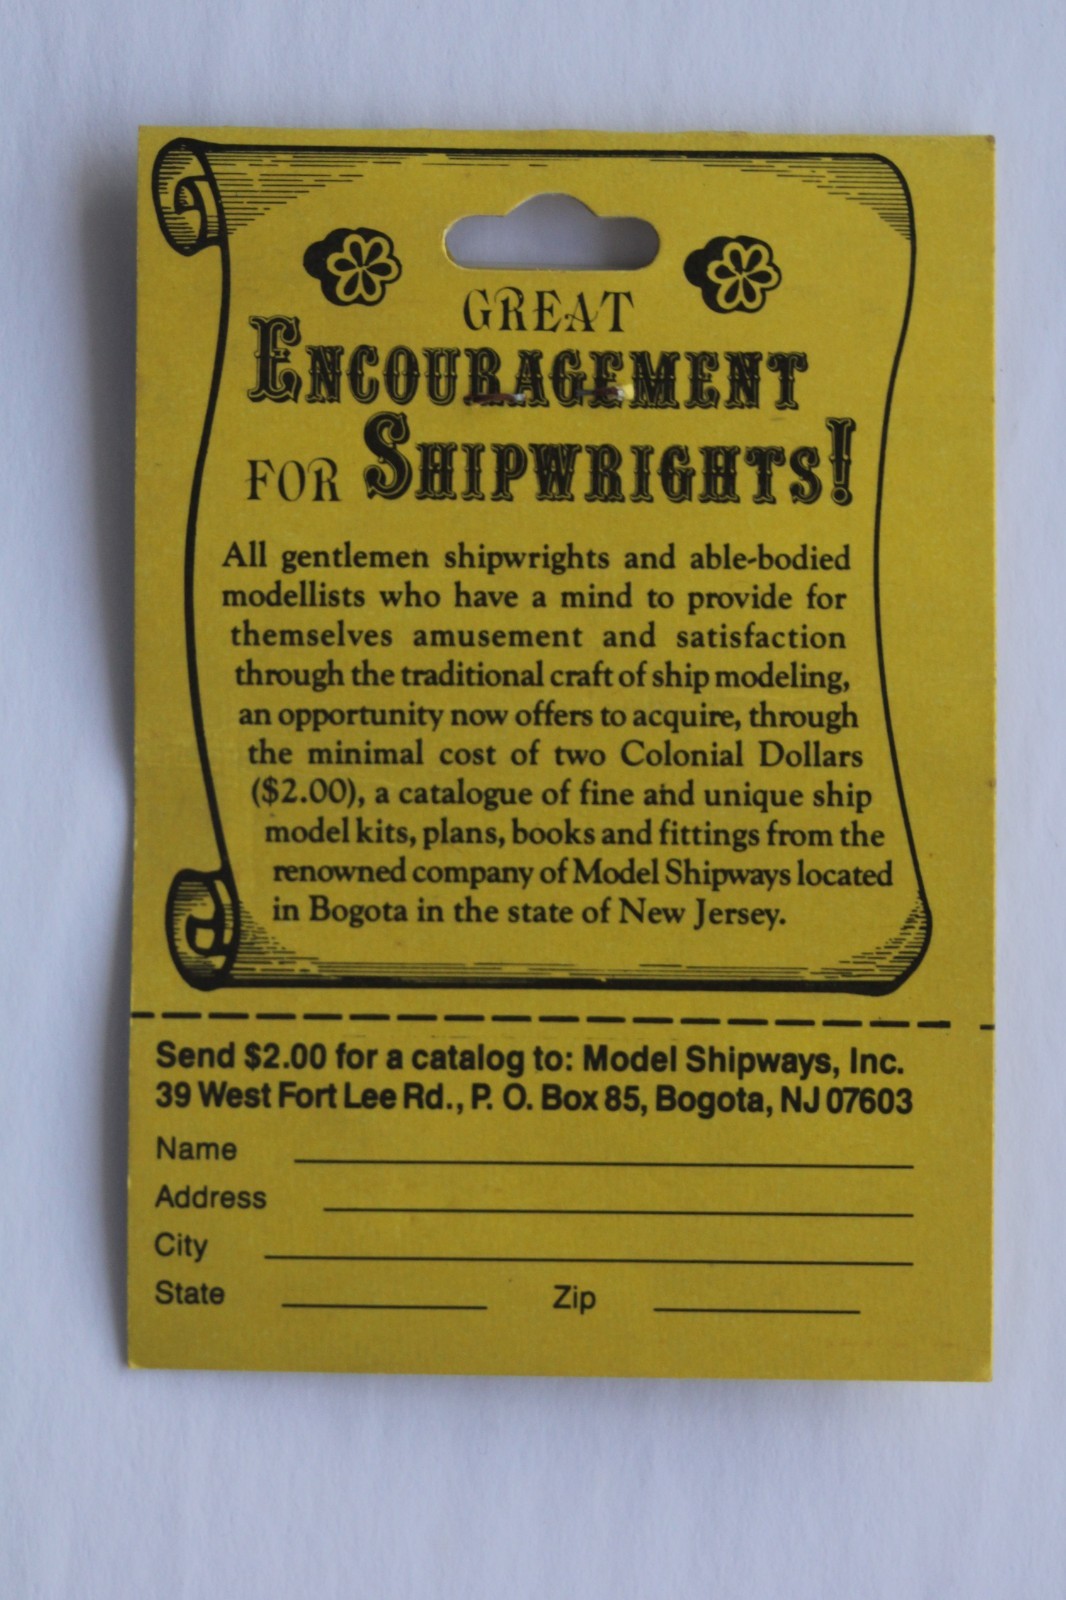 GREAT
ENCOURAGEMENT
FOR SHIPWRIGHTS!
All gentlemen shipwrights and able-bodied
modellists who have a mind to provide for
themselves amusement and satisfaction
through the traditional craft of ship modeling,
an opportunity now offers to acquire, through
the minimal cost of two Colonial Dollars
($2.00), a catalogue of fine and unique ship
model kits, plans, books and fittings from the
renowned company of Model Shipways located
in Bogota in the state of New Jersey.
Send $2.00 for a catalog to: Model Shipways, Inc.
39 West Fort Lee Rd., P. O. Box 85, Bogota, NJ 07603
Name
Address
City
State Zip